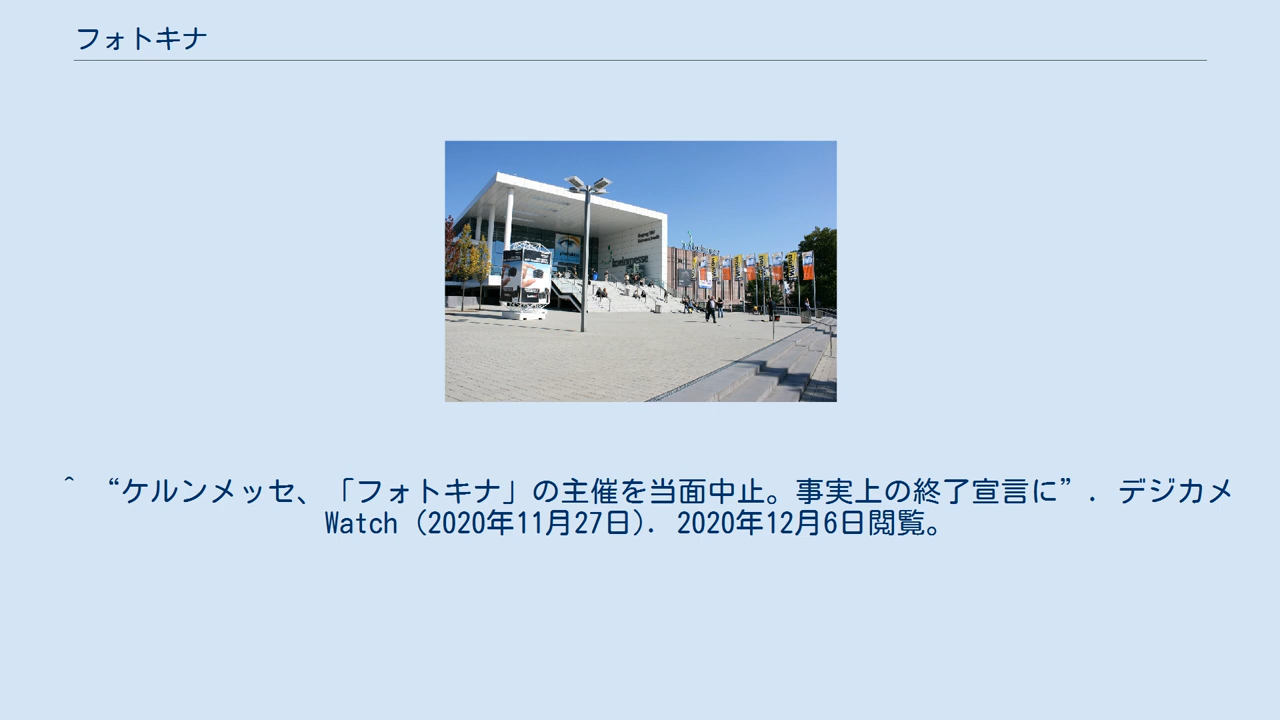 フォトキナ
^ “ケルンメッセ、「フォトキナ」の主催を当面中止。事実上の終了宣言に”. デジカメ
Watch (2020年11月27日). 2020年12月6日閲覧。